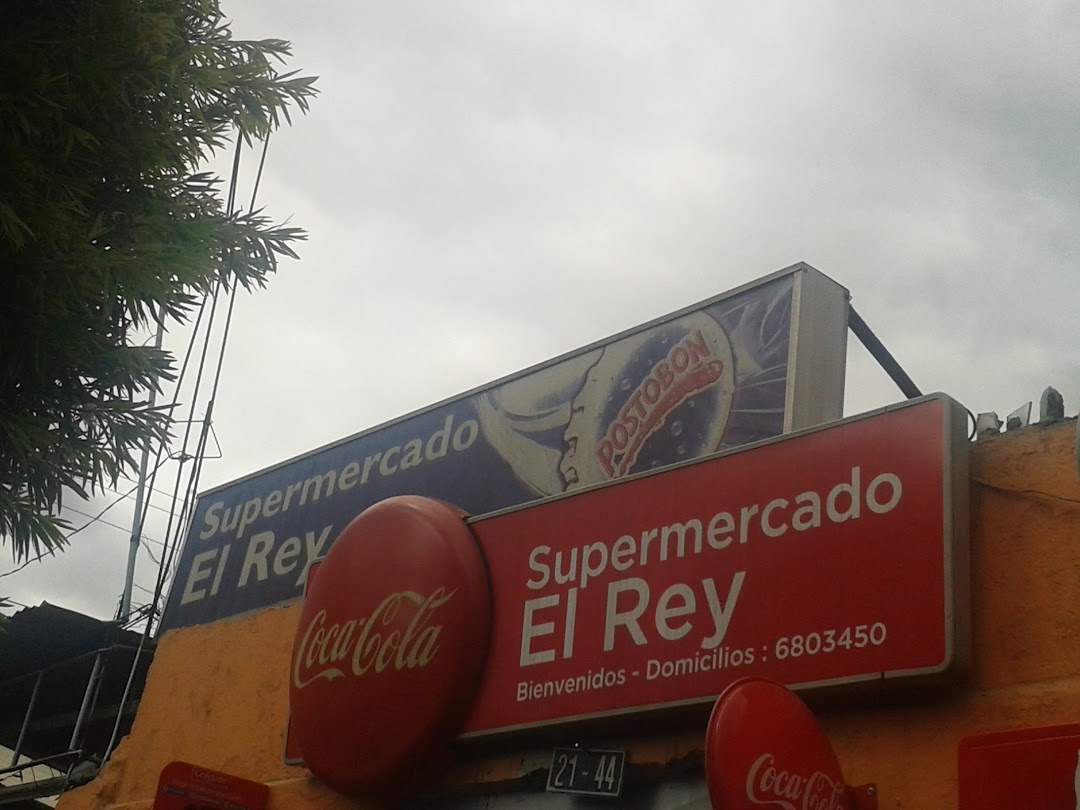 Supermercado
El Rey
POSTOBON
Coca-Cola
Supermercado
El Rey
Bienvenidos - Domicilios : 6803450
21 - 44
Coca-Cola